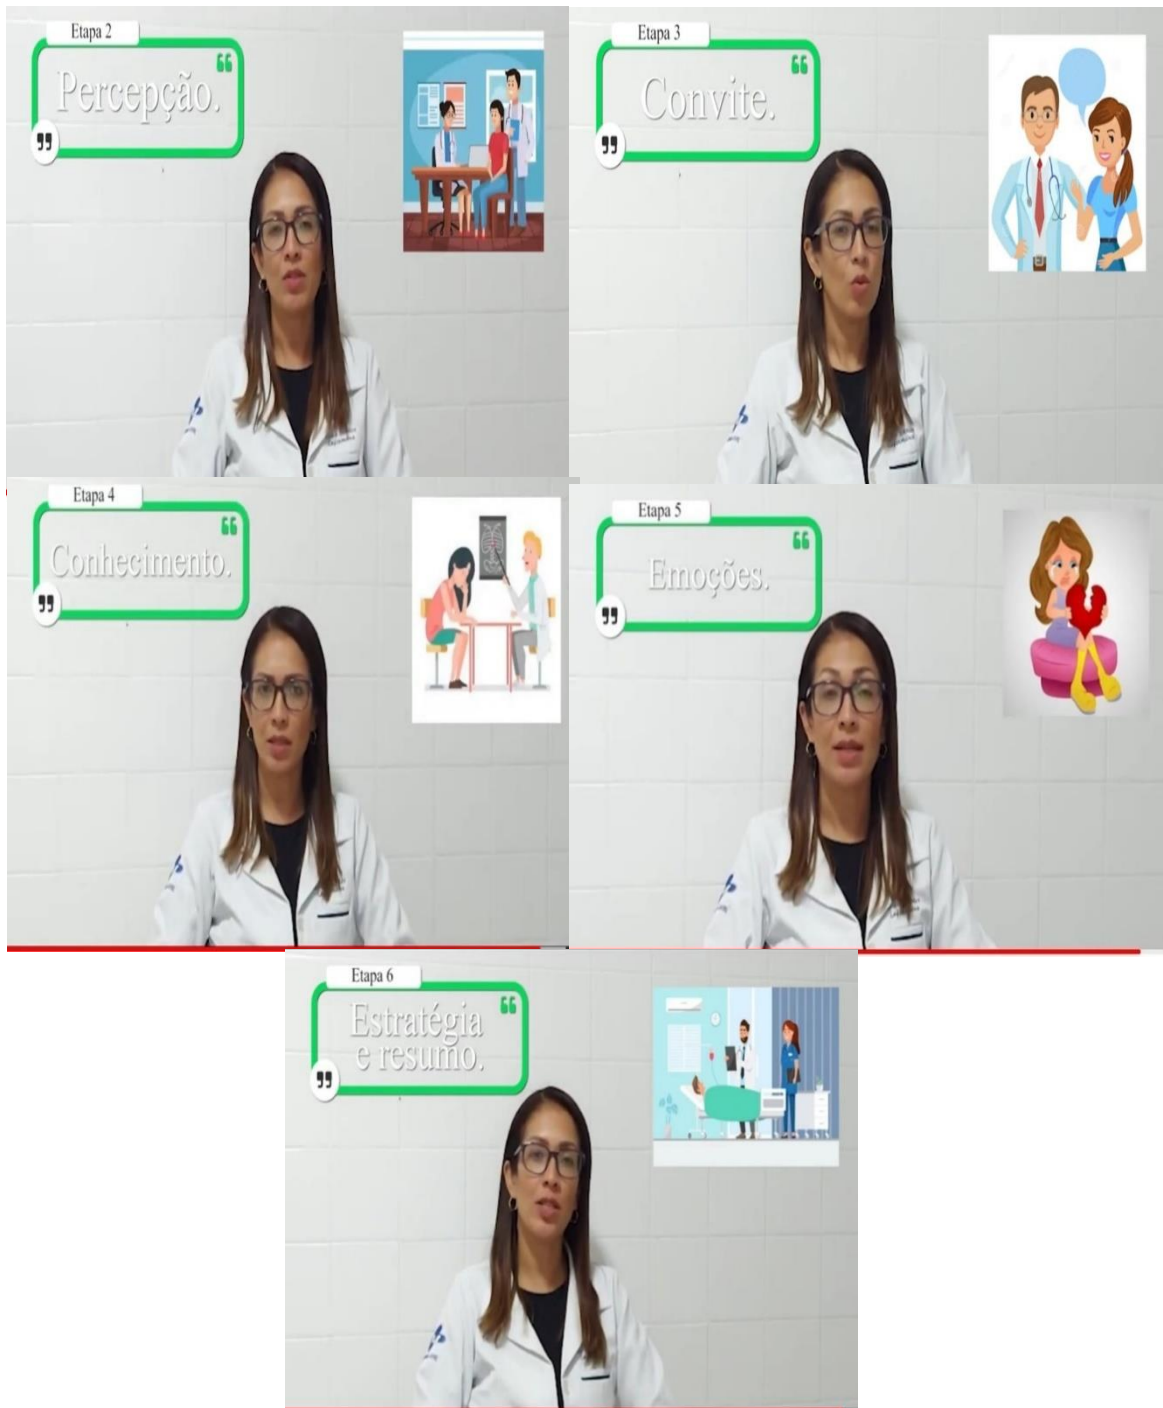 Etapa 2
Percepção.
Etapa 3
Convite.
Etapa 4
Conhecimento.
Etapa 5
Emoções.
Etapa 6
Estratégia
e resumo.